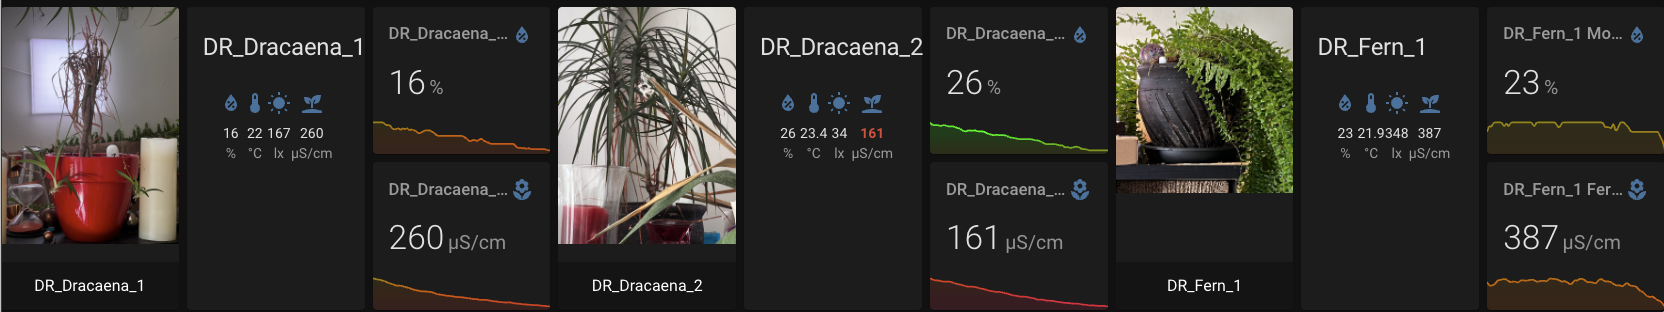 DR_Dracaena_1
DR_Dracaena_1
16 22 167 260
% °C lx µS/cm
DR_Dracaena_...
16 %
DR_Dracaena_...
260 µS/cm
DR_Dracaena_2
DR_Dracaena_2
26 23.4 34 161
% °C lx µS/cm
DR_Dracaena_...
26 %
DR_Dracaena_...
161 µS/cm
DR_Fern_1
DR_Fern_1
23 21.9 348 387
% °C lx µS/cm
DR_Fern_1 Mo...
23 %
DR_Fern_1 Fer...
387 µS/cm